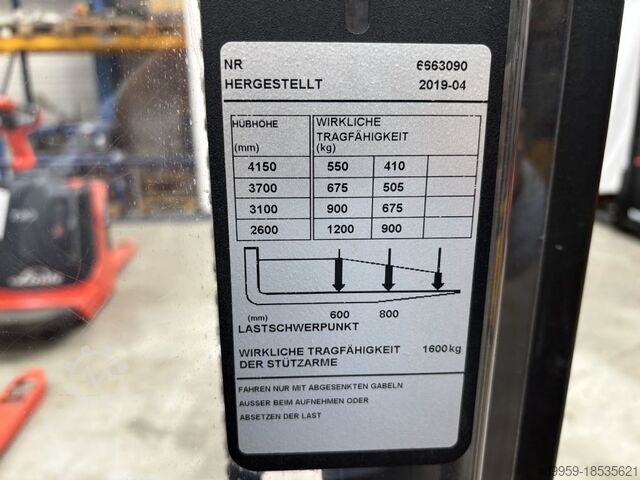 NR 6663090
HERGESTELLT 2019-04
HÜBHÖHE WIRKLICHE
TRAGFÄHIGKEIT
(mm) (kg)
4150 550 410
3700 675 505
3100 900 675
2600 1200 900
(mm) 600 800
LASTSCHWERPUNKT
WIRKLICHE TRAGFÄHIGKEIT 1600kg
DER STÜTZARME
FAHREN NUR MIT ABGESENKTEN GABELN
AUSSER BEIM AUFNEHMEN ODER
ABSETZEN DER LAST